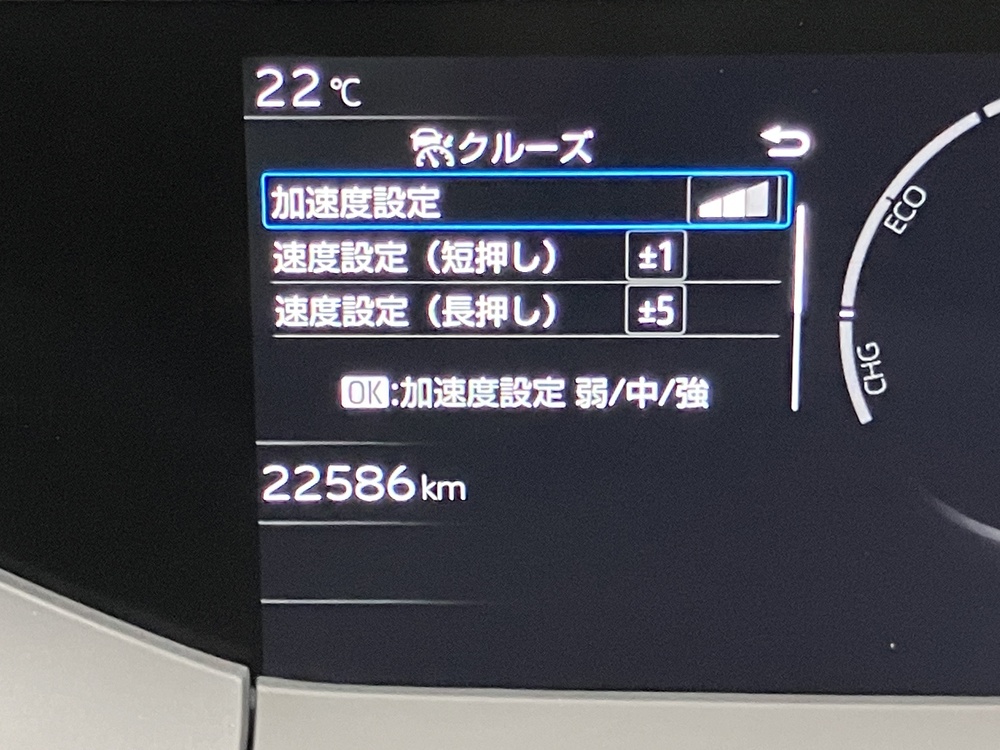 22℃
クルーズ
加速度設定
速度設定（短押し） ±1
速度設定（長押し） ±5
OK:加速度設定 弱/中/強
22586km
ECO
CHG